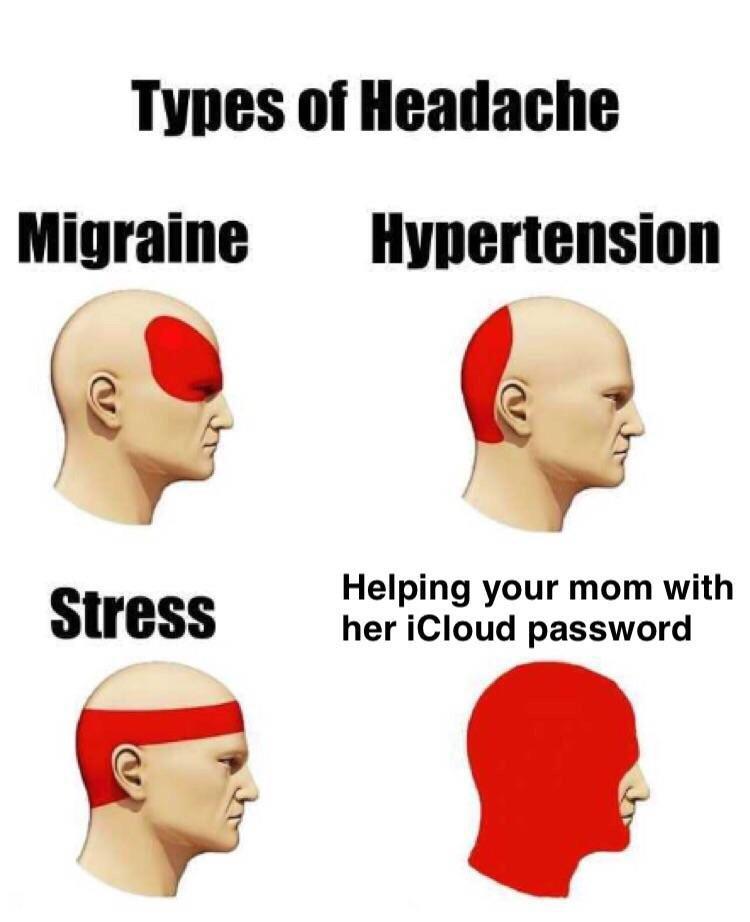 Types of Headache
Migraine
Hypertension
Stress
Helping your mom with
her iCloud password